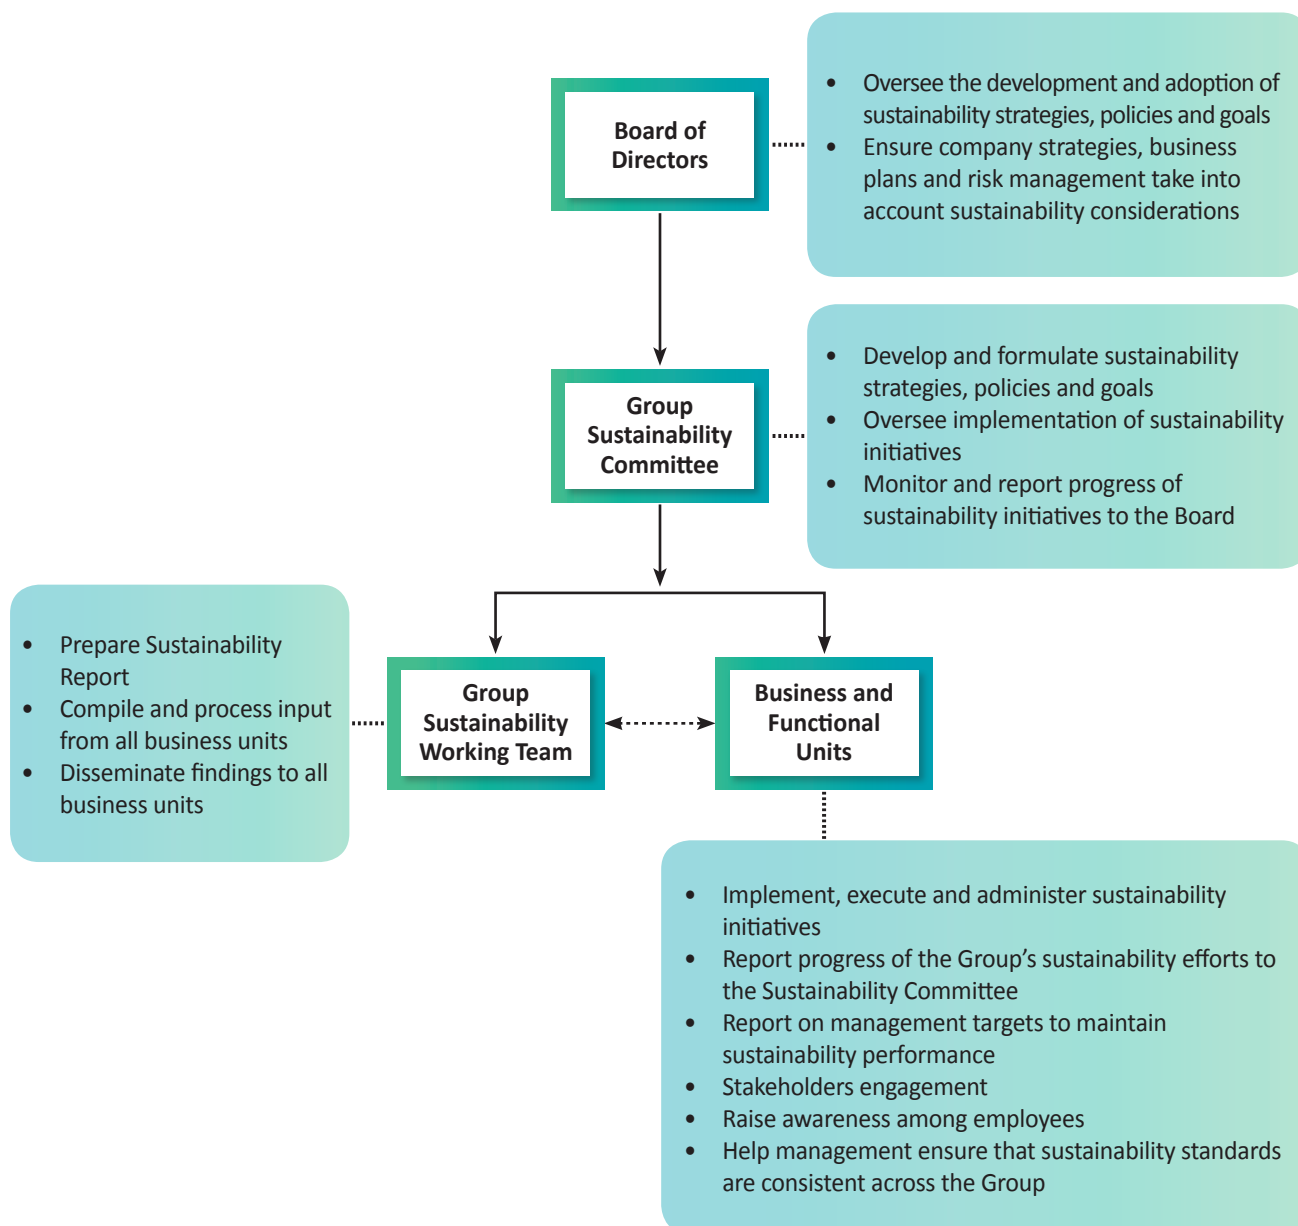 Board of
Directors
• Oversee the development and adoption of
sustainability strategies, policies and goals
• Ensure company strategies, business
plans and risk management take into
account sustainability considerations
Group
Sustainability
Committee
• Develop and formulate sustainability
strategies, policies and goals
• Oversee implementation of sustainability
initiatives
• Monitor and report progress of
sustainability initiatives to the Board
• Prepare Sustainability
Report
• Compile and process input
from all business units
• Disseminate findings to all
business units
Group
Sustainability
Working Team
Business and
Functional
Units
• Implement, execute and administer sustainability
initiatives
• Report progress of the Group’s sustainability efforts to
the Sustainability Committee
• Report on management targets to maintain
sustainability performance
• Stakeholders engagement
• Raise awareness among employees
• Help management ensure that sustainability standards
are consistent across the Group